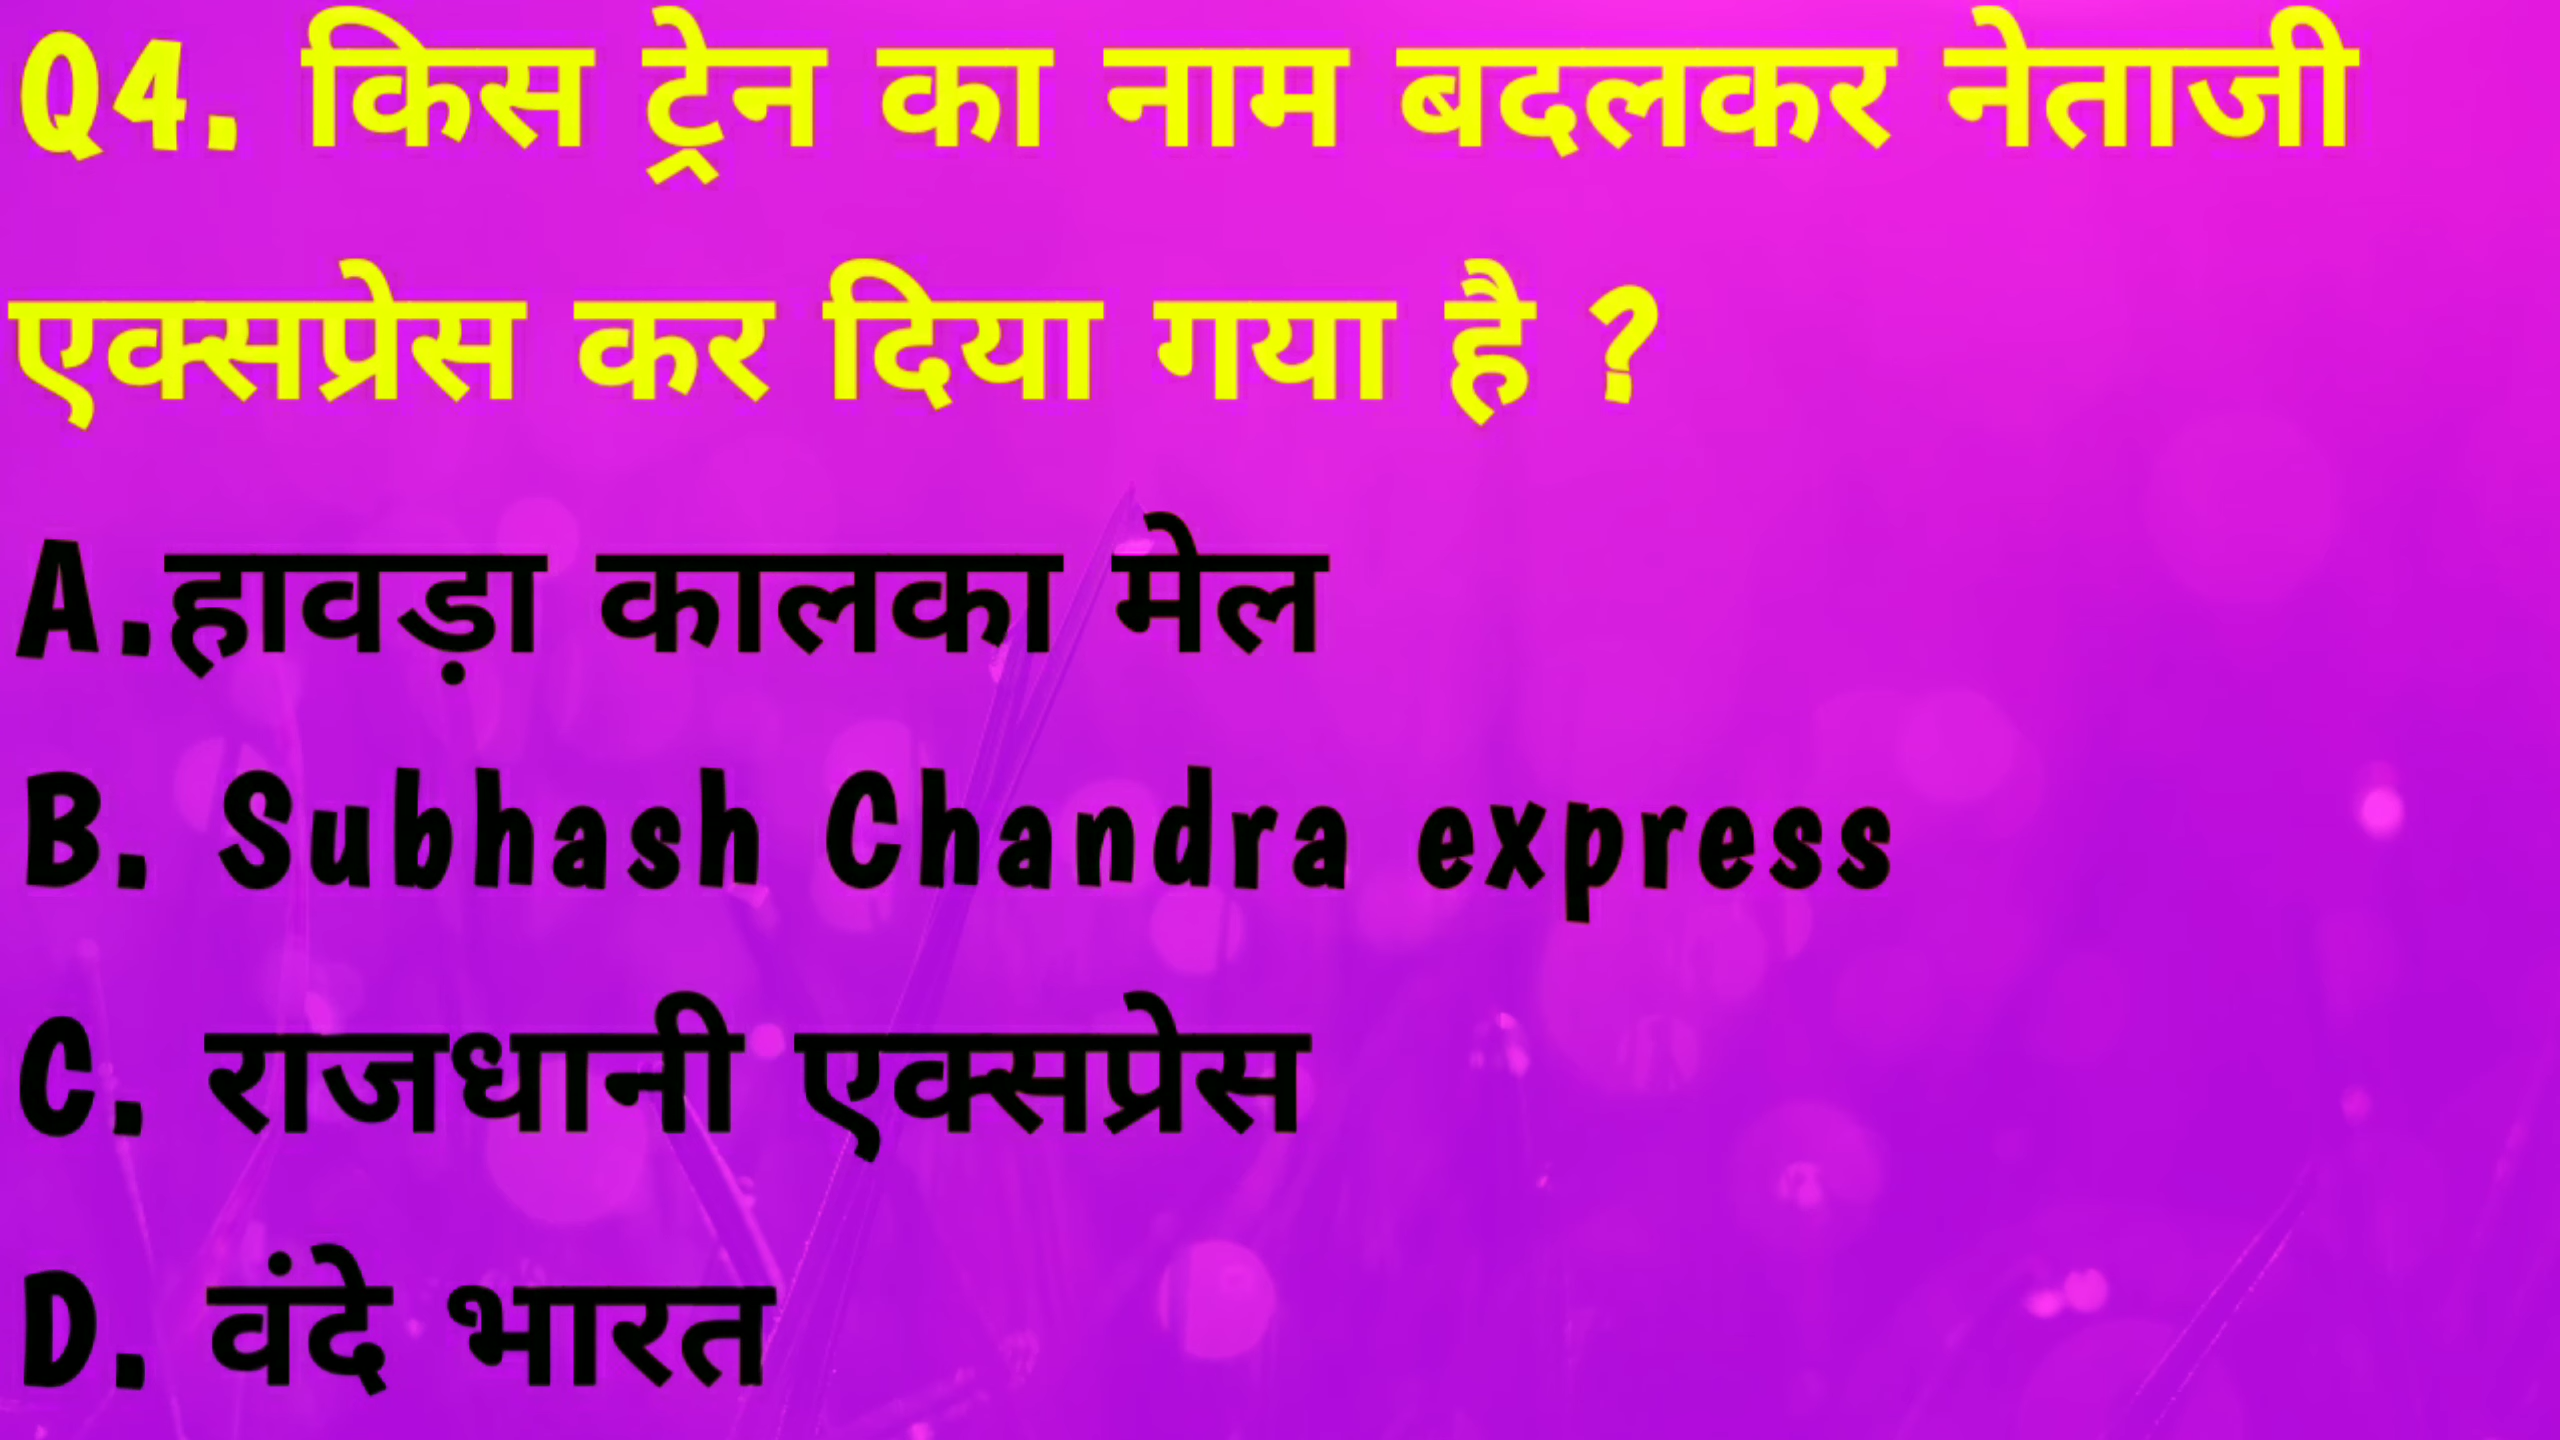 Q4. किस ट्रेन का नाम बदलकर नेताजी
एक्सप्रेस कर दिया गया है ?
A.हावड़ा कालका मेल
B. Subhash Chandra express
C. राजधानी एक्सप्रेस
D. वंदे भारत